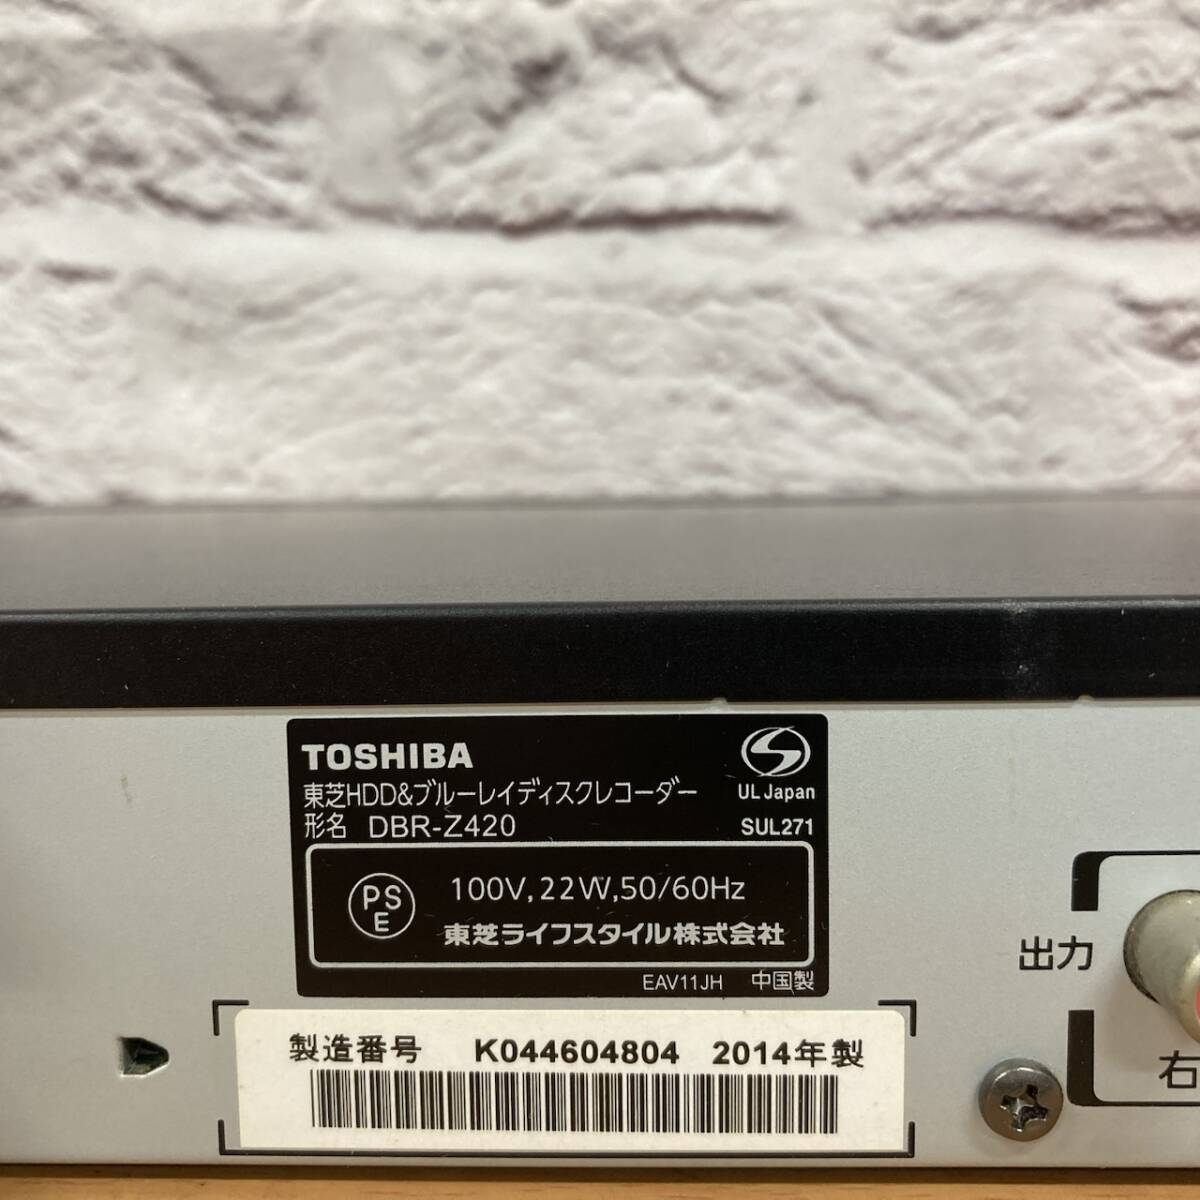 TOSHIBA
東芝HDD&ブルーレイディスクレコーダー
形名 DBR-Z420
UL Japan
SUL271
PS
E
100V,22W,50/60Hz
東芝ライフスタイル株式会社
EAV11JH 中国製
製造番号 K044604804 2014年製
出力
右